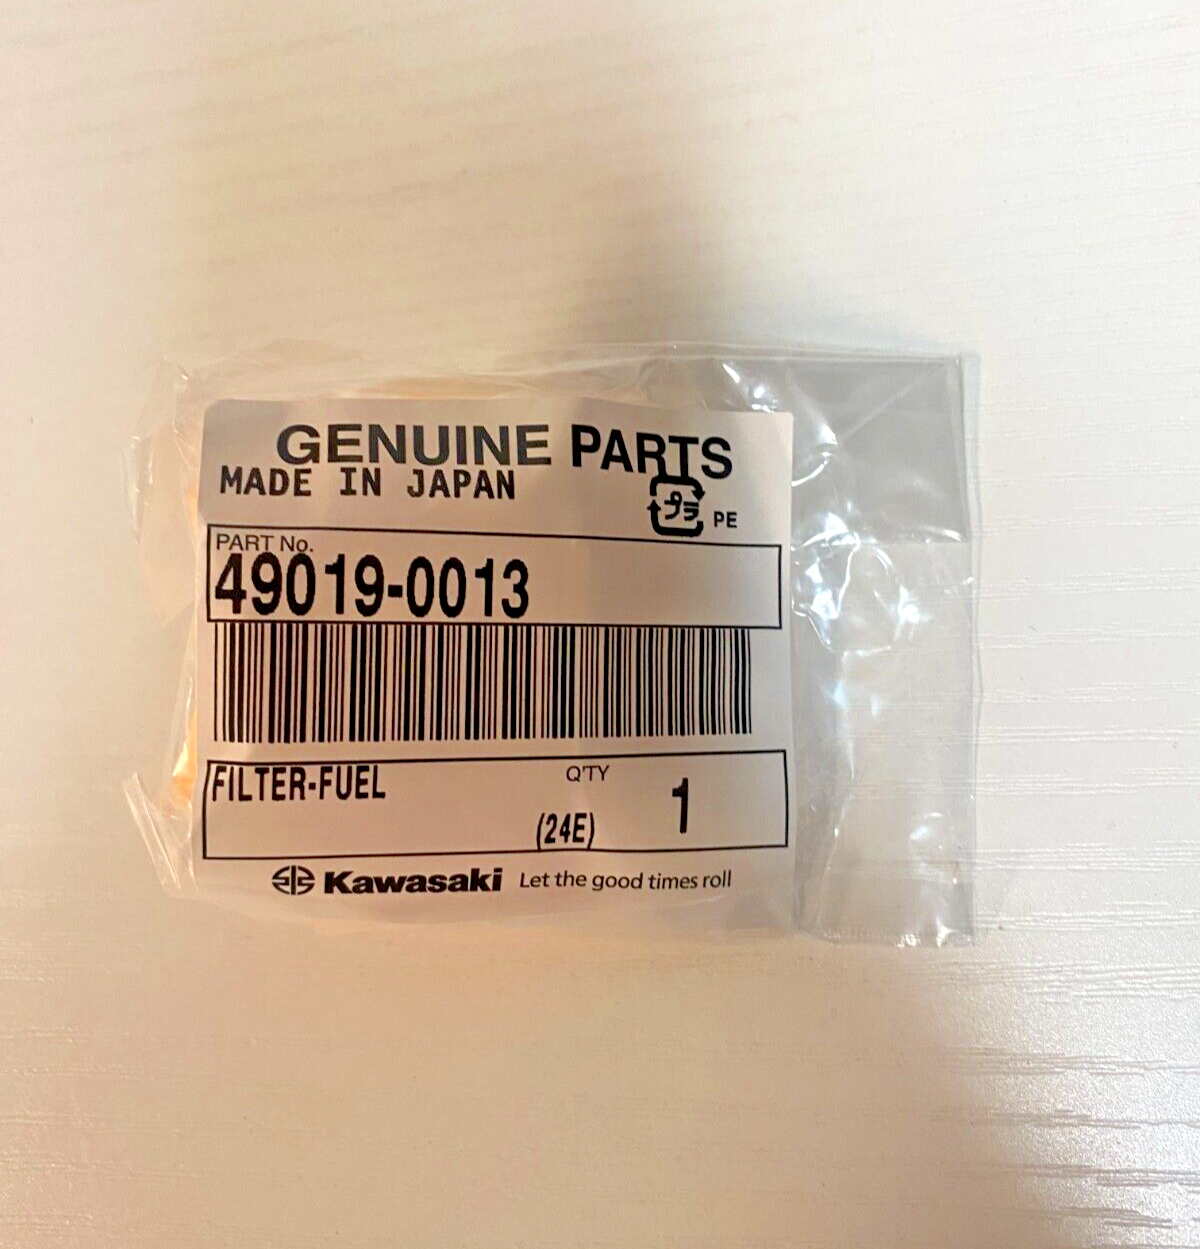 GENUINE PARTS
MADE IN JAPAN
プラ PE
PART No.
49019-0013
FILTER-FUEL
Q'TY
(24E) 1
Kawasaki Let the good times roll